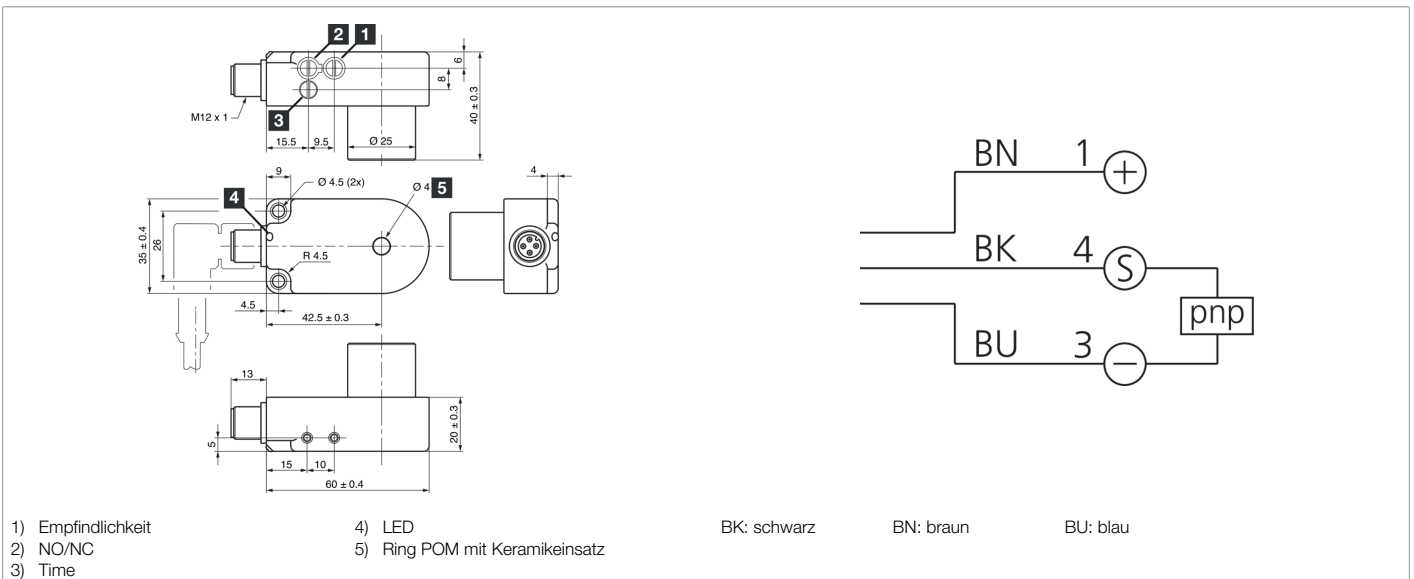 2 1
6
8
40 ± 0.3
M12 x 1
3
15.5 9.5 Ø 25
9
Ø 4.5 (2x)
4
Ø 4 5
4
35 ± 0.4
26
R 4.5
4.5
42.5 ± 0.3
13
5
20 ± 0.3
15 10
60 ± 0.4
BN 1 +
BK 4 S
pnp
BU 3 −
1) Empfindlichkeit
2) NO/NC
3) Time
4) LED
5) Ring POM mit Keramikeinsatz
BK: schwarz BN: braun BU: blau